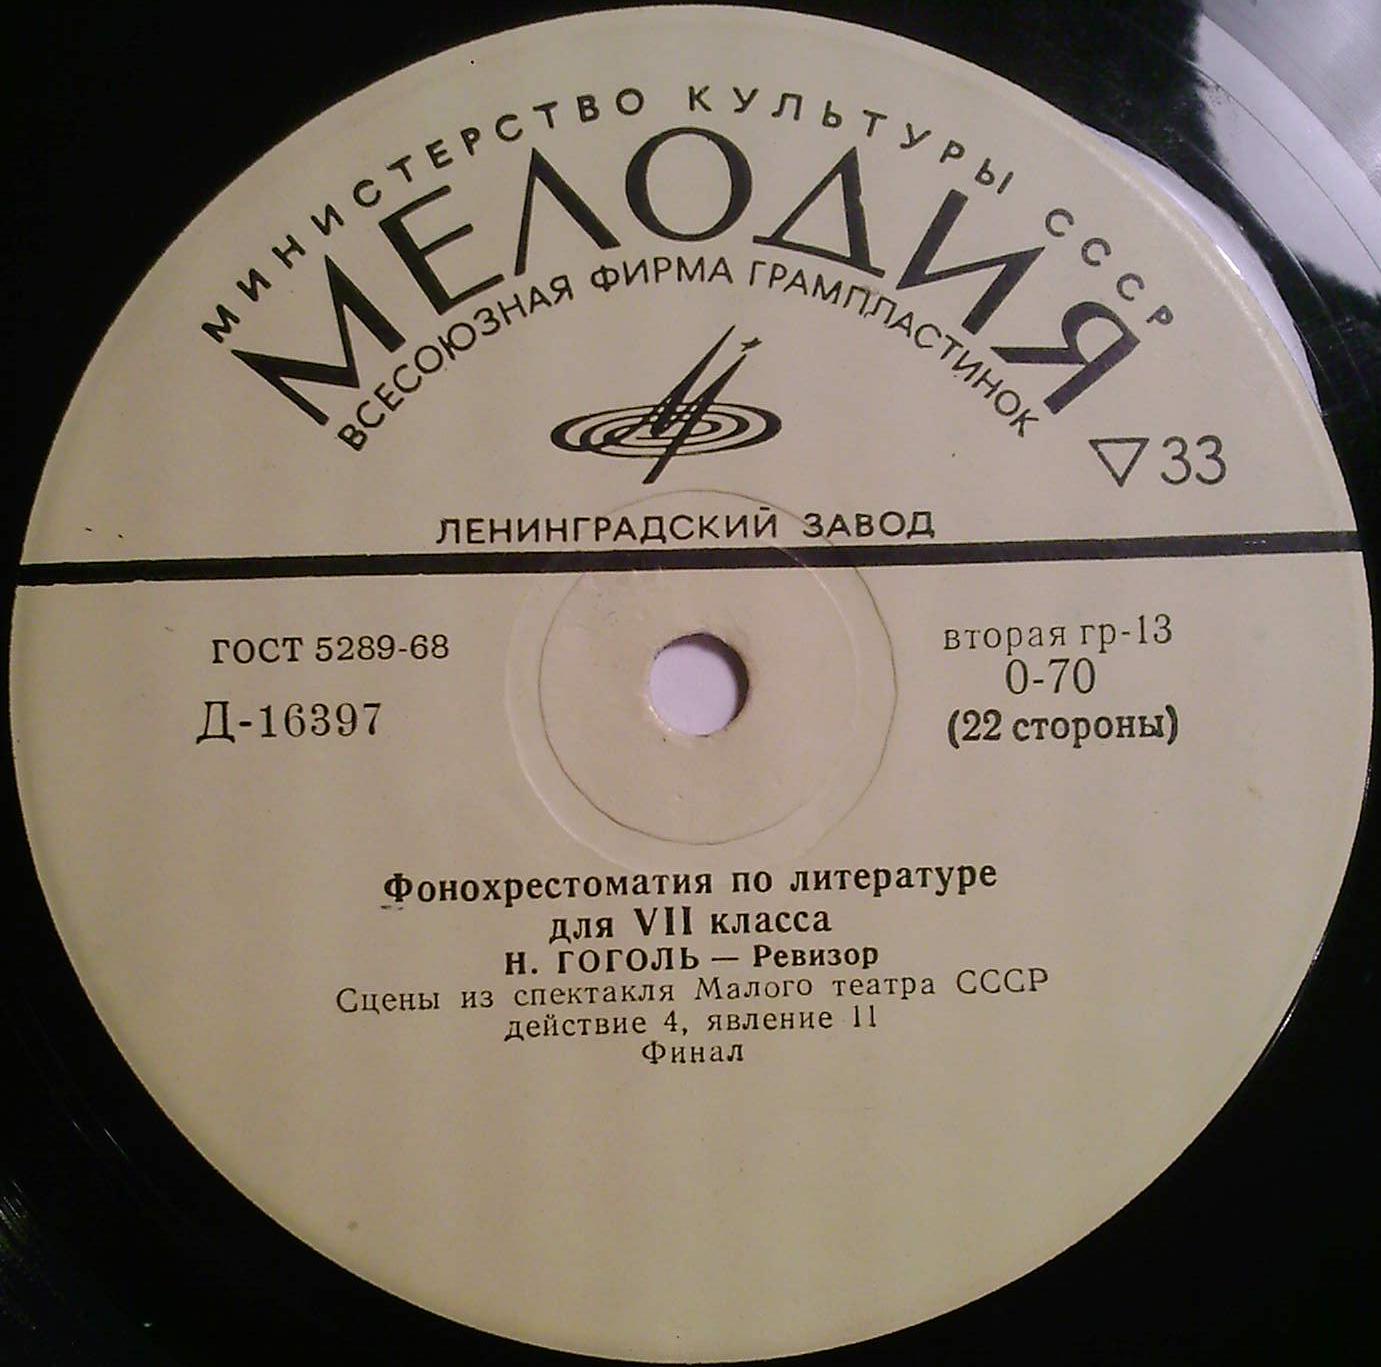 МИНИСТЕРСТВО КУЛЬТУРЫ СССР
МЕЛОДИЯ
ВСЕСОЮЗНАЯ ФИРМА ГРАМПЛАСТИНОК
▽33
ЛЕНИНГРАДСКИЙ ЗАВОД
ГОСТ 5289-68
Д-16397
вторая гр-13
0-70
(22 стороны)
Фонохрестоматия по литературе
для VII класса
Н. ГОГОЛЬ — Ревизор
Сцены из спектакля Малого театра СССР
действие 4, явление 11
Финал